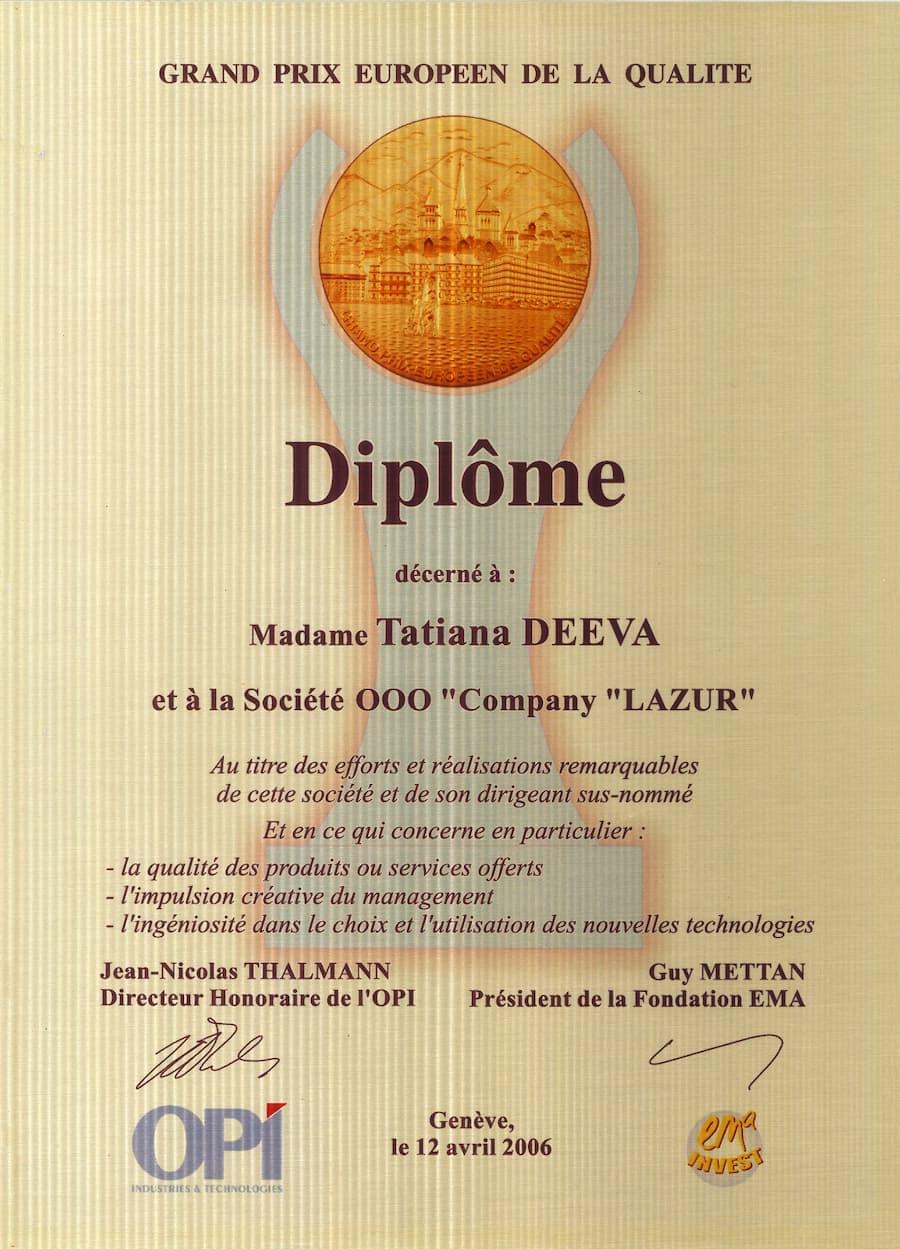 GRAND PRIX EUROPEEN DE LA QUALITE
GRAND PRIX EUROPEEN DE QUALITE
Diplôme
décerné à :
Madame Tatiana DEEVA
et à la Société OOO "Company "LAZUR"
Au titre des efforts et réalisations remarquables
de cette société et de son dirigeant sus-nommé
Et en ce qui concerne en particulier :
- la qualité des produits ou services offerts
- l'impulsion créative du management
- l'ingéniosité dans le choix et l'utilisation des nouvelles technologies
Jean-Nicolas THALMANN
Directeur Honoraire de l'OPI
Guy METTAN
Président de la Fondation EMA
OPI
INDUSTRIES & TECHNOLOGIES
Genève,
le 12 avril 2006
ema
INVEST